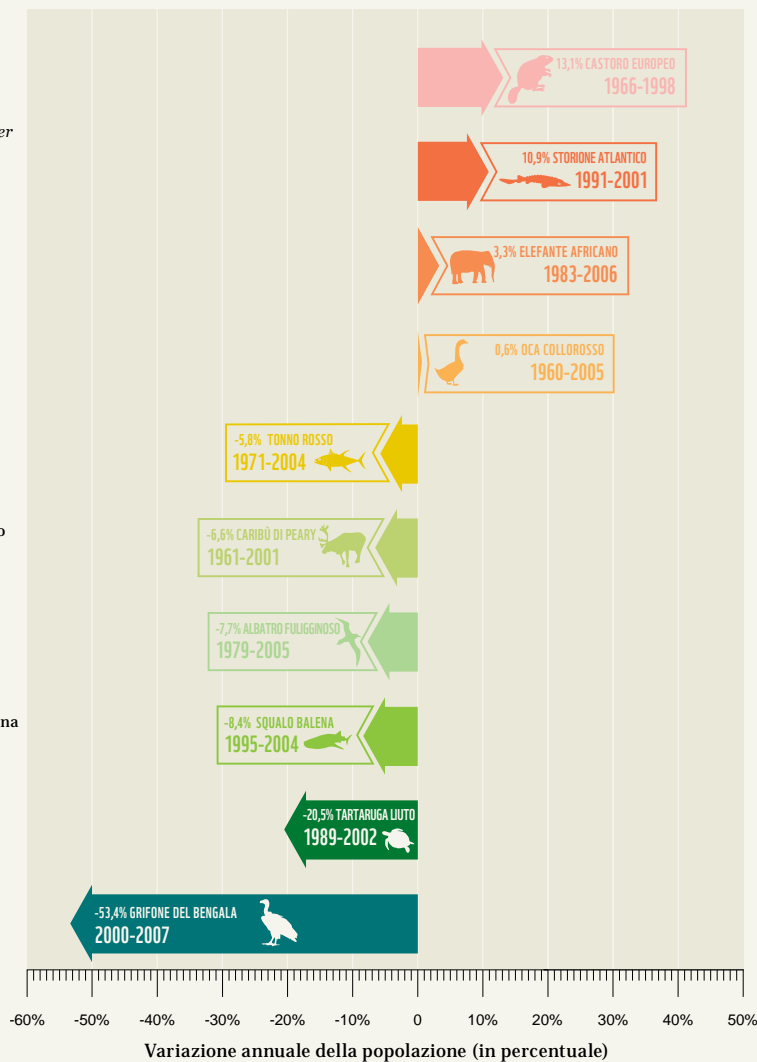 13,1% CASTORO EUROPEO
1966-1998
er
10,9% STORIONE ATLANTICO
1991-2001
3,3% ELEFANTE AFRICANO
1983-2006
0,6% OCA COLLOROSSO
1960-2005
-5,8% TONNO ROSSO
1971-2004
o
-6,6% CARIBÙ DI PEARY
1961-2001
-7,7% ALBATRO FULIGGINOSO
1979-2005
na
-8,4% SQUALO BALENA
1995-2004
-20,5% TARTARUGA LIUTO
1989-2002
-53,4% GRIFONE DEL BENGALA
2000-2007
-60% -50% -40% -30% -20% -10% 0 10% 20% 30% 40% 50%
Variazione annuale della popolazione (in percentuale)